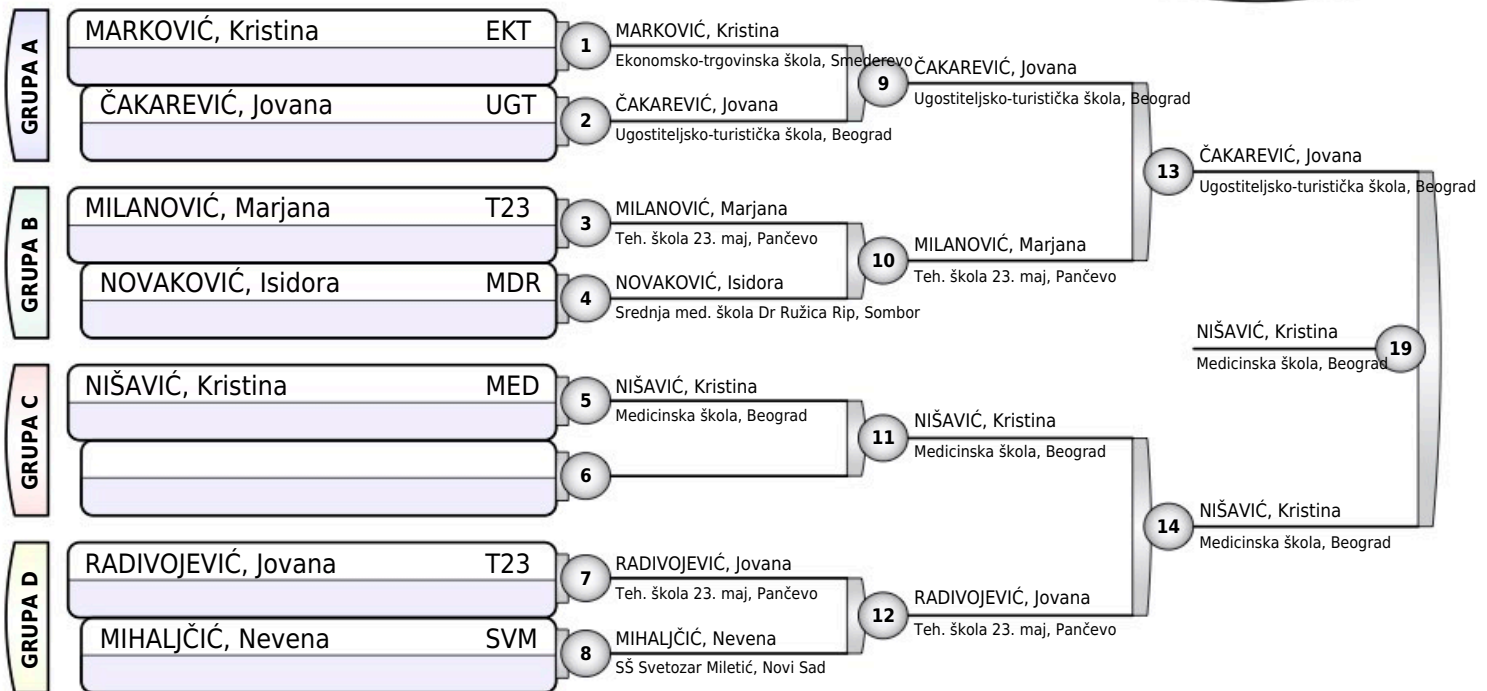 GRUPA A
MARKOVIĆ, Kristina EKT
ČAKAREVIĆ, Jovana UGT
GRUPA B
MILANOVIĆ, Marjana T23
NOVAKOVIĆ, Isidora MDR
GRUPA C
NIŠAVIĆ, Kristina MED
GRUPA D
RADIVOJEVIĆ, Jovana T23
MIHALJČIĆ, Nevena SVM
1
MARKOVIĆ, Kristina
Ekonomsko-trgovinska škola, Smederevo
2
ČAKAREVIĆ, Jovana
Ugostiteljsko-turistička škola, Beograd
3
MILANOVIĆ, Marjana
Teh. škola 23. maj, Pančevo
4
NOVAKOVIĆ, Isidora
Srednja med. škola Dr Ružica Rip, Sombor
5
NIŠAVIĆ, Kristina
Medicinska škola, Beograd
6
7
RADIVOJEVIĆ, Jovana
Teh. škola 23. maj, Pančevo
8
MIHALJČIĆ, Nevena
SŠ Svetozar Miletić, Novi Sad
9
ČAKAREVIĆ, Jovana
Ugostiteljsko-turistička škola, Beograd
10
MILANOVIĆ, Marjana
Teh. škola 23. maj, Pančevo
11
NIŠAVIĆ, Kristina
Medicinska škola, Beograd
12
RADIVOJEVIĆ, Jovana
Teh. škola 23. maj, Pančevo
13
ČAKAREVIĆ, Jovana
Ugostiteljsko-turistička škola, Beograd
14
NIŠAVIĆ, Kristina
Medicinska škola, Beograd
NIŠAVIĆ, Kristina
Medicinska škola, Beograd
19